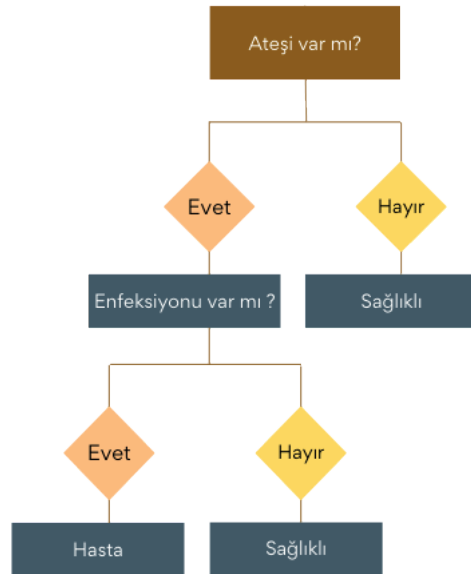 Ateşi var mı?
Evet
Hayır
Enfeksiyonu var mı ?
Sağlıklı
Evet
Hayır
Hasta
Sağlıklı